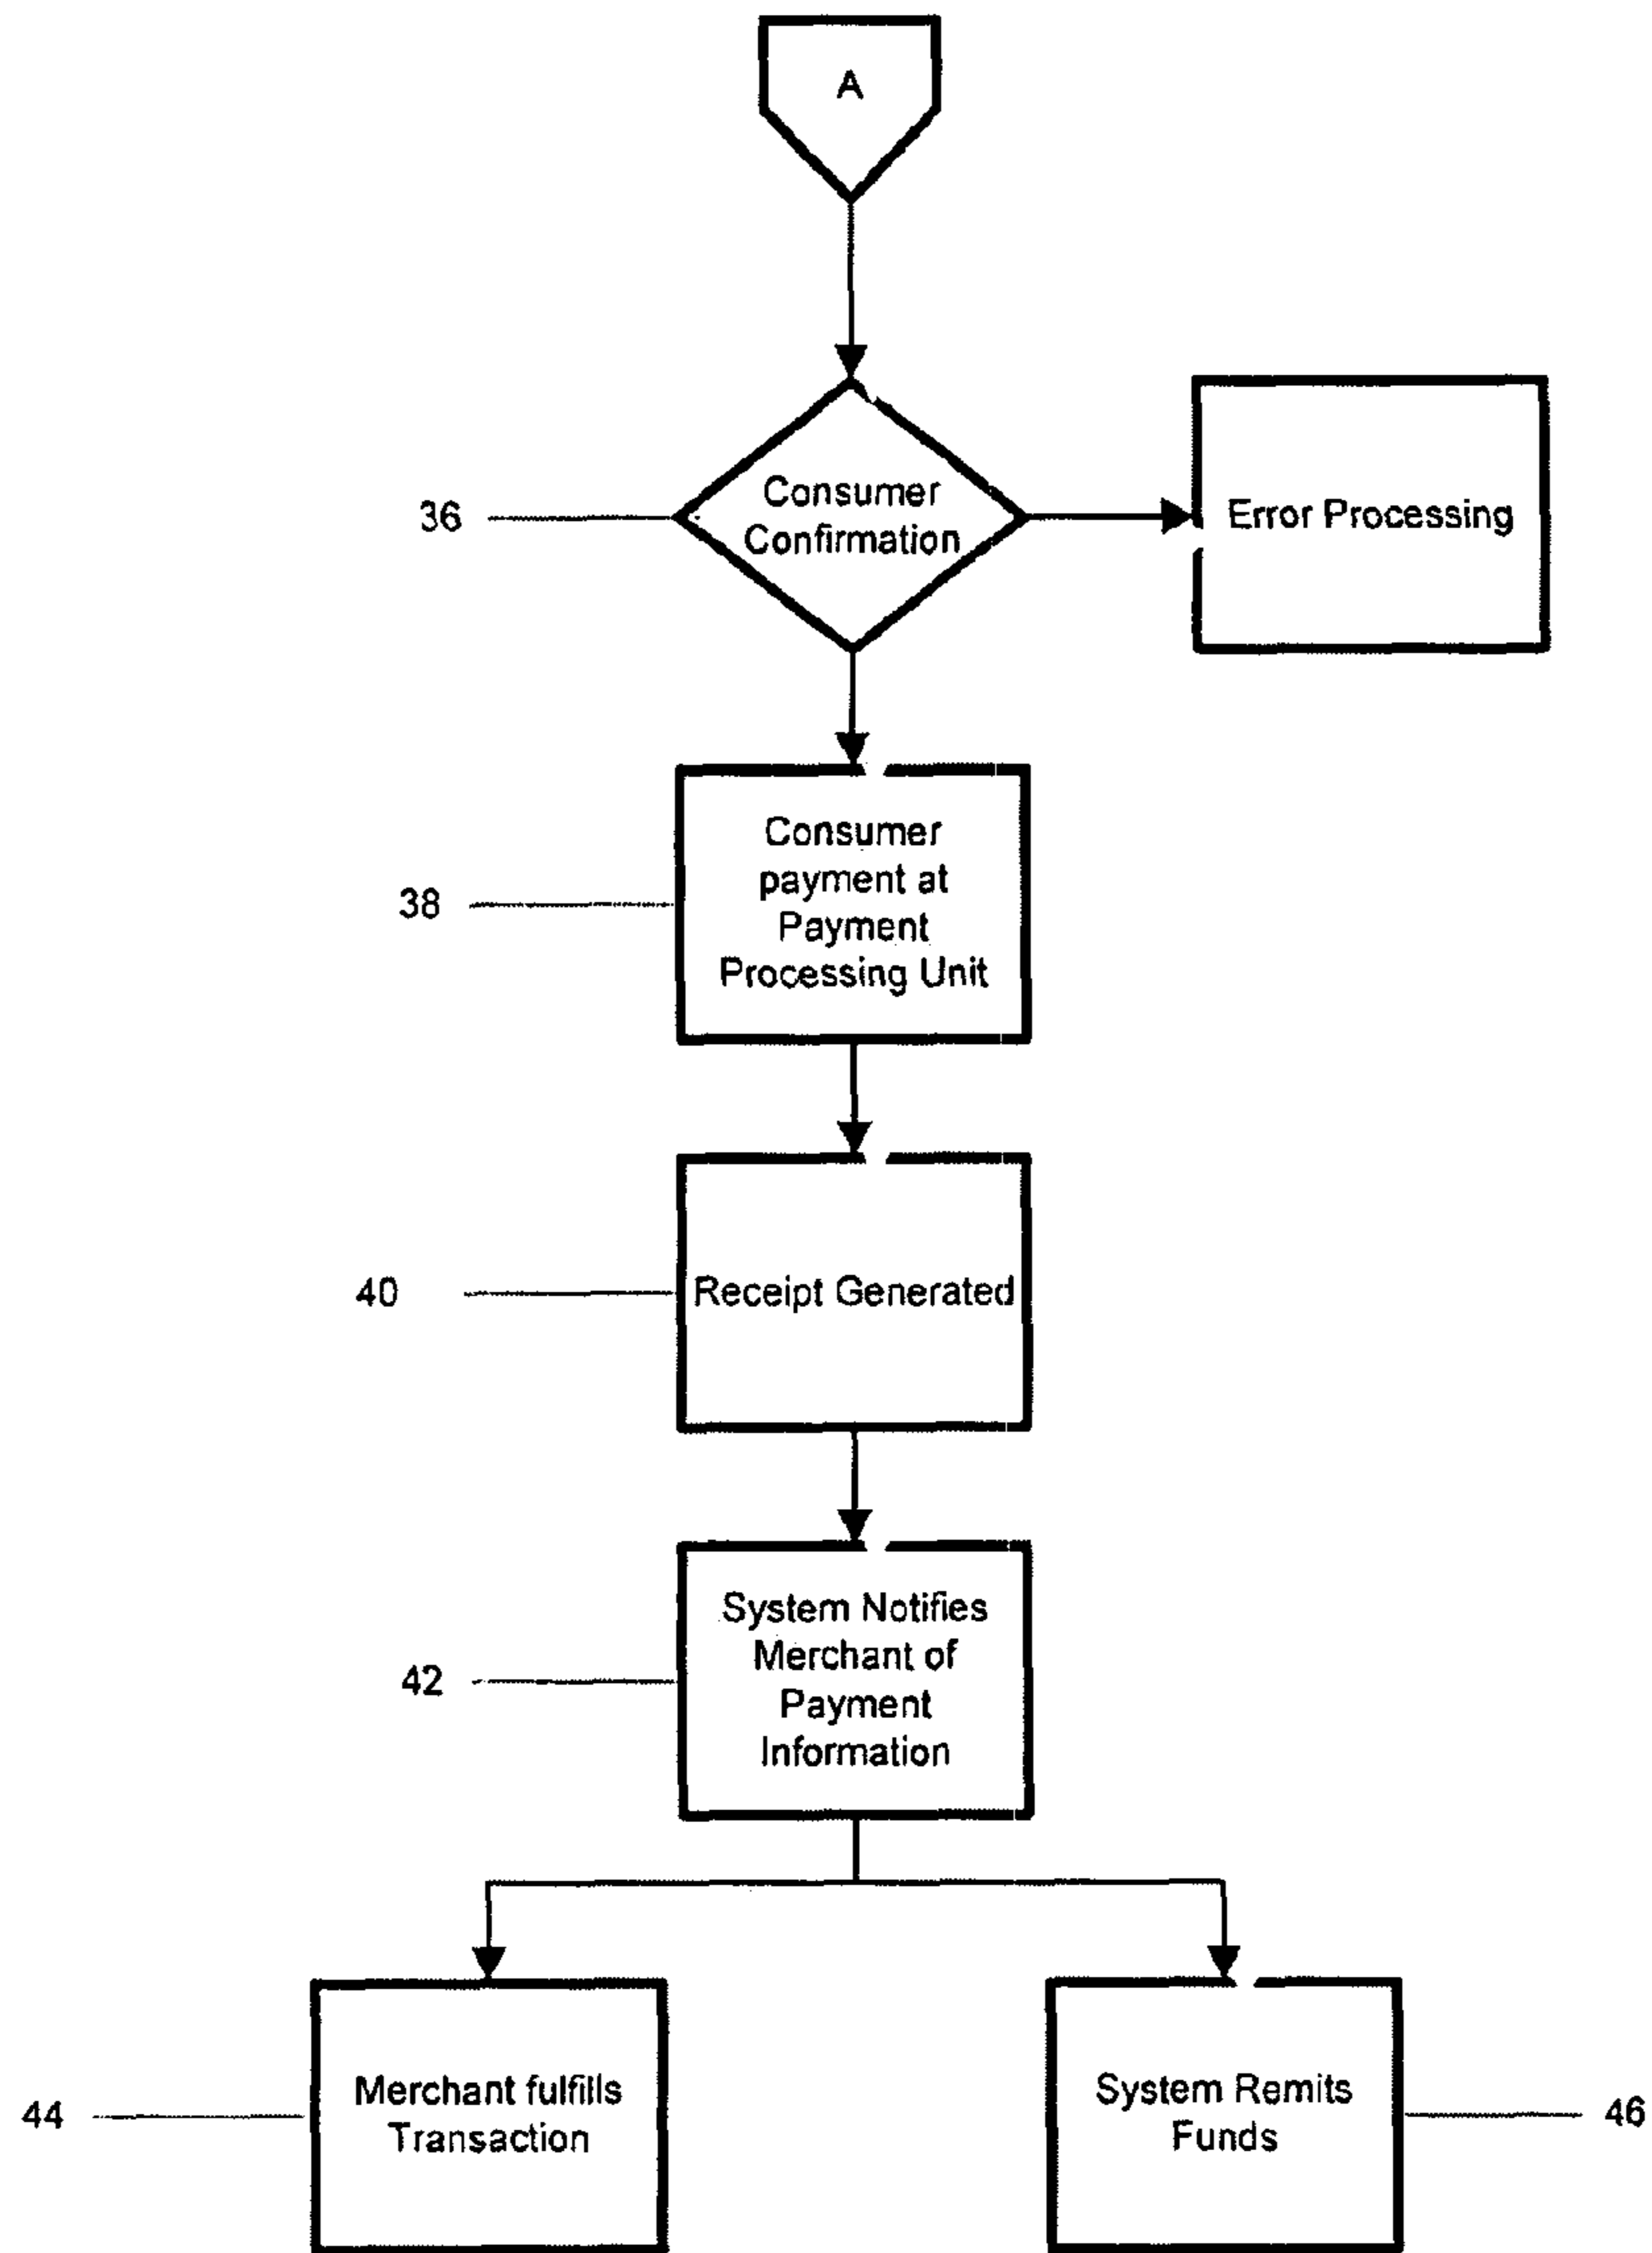 A
36
Consumer
Confirmation
Error Processing
38
Consumer
payment at
Payment
Processing Unit
40
Receipt Generated
42
System Notifies
Merchant of
Payment
Information
44
Merchant fulfills
Transaction
System Remits
Funds
46